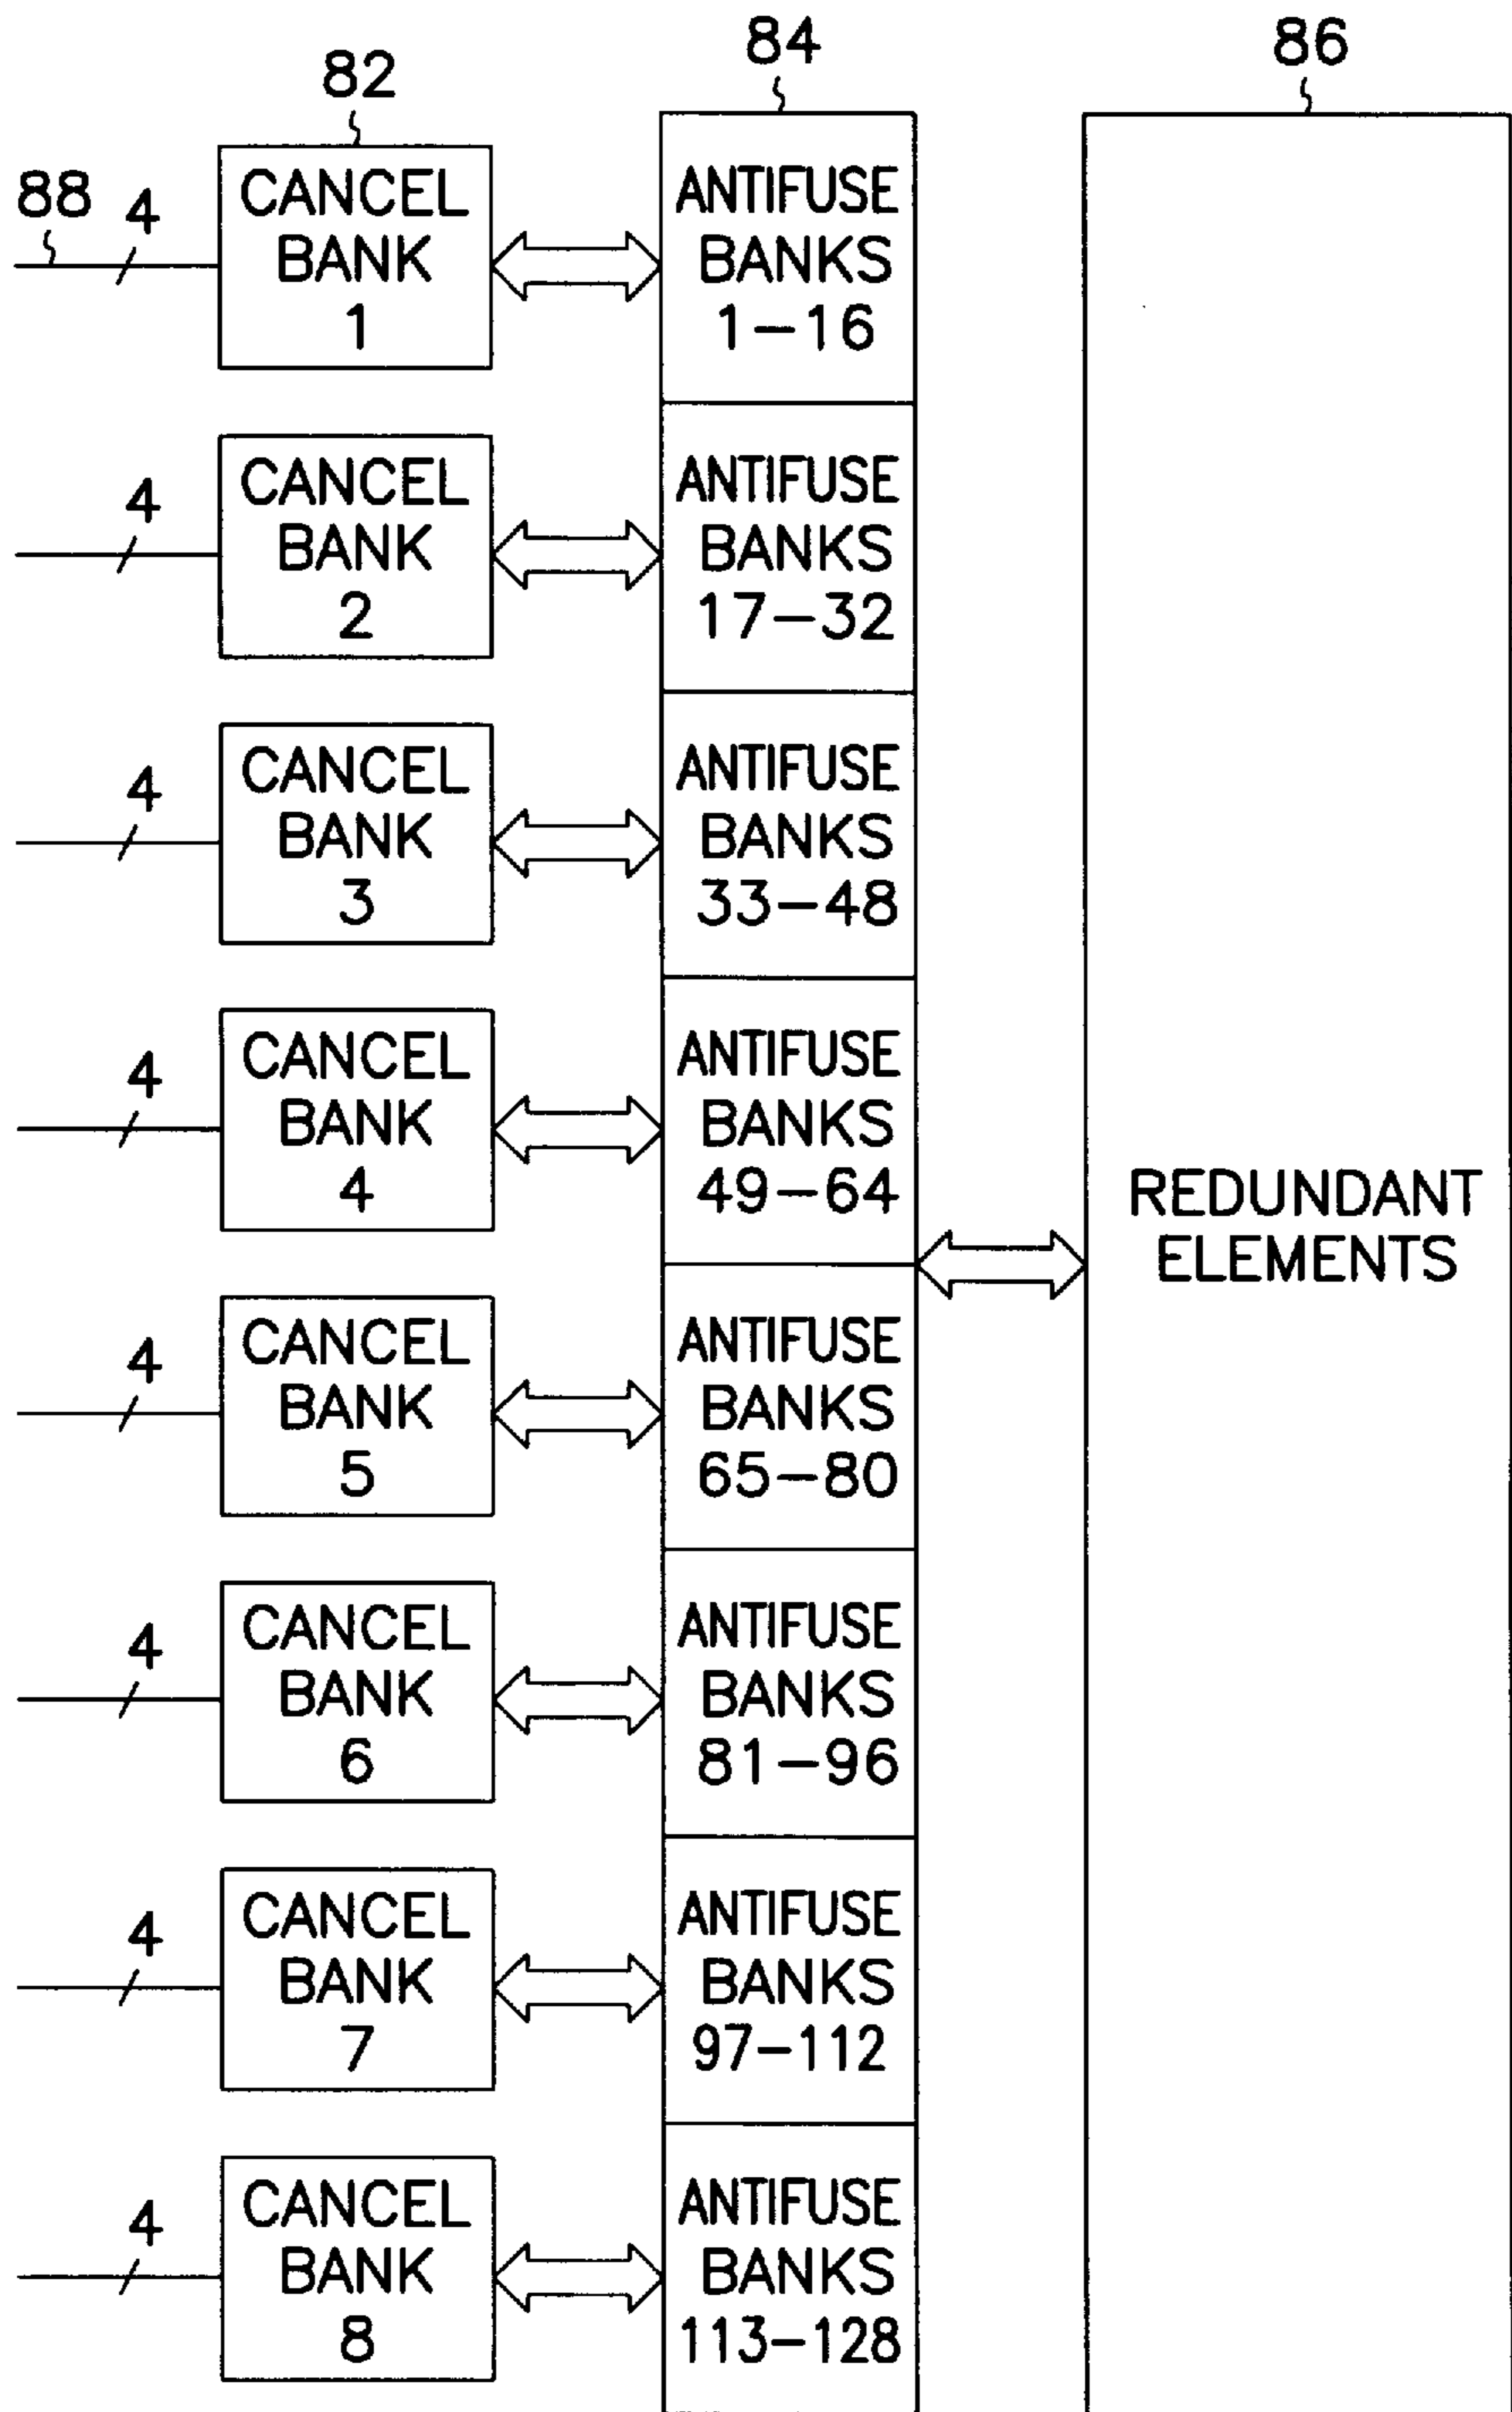 82
84
86
88
4
CANCEL
BANK
1
ANTIFUSE
BANKS
1-16
4
CANCEL
BANK
2
ANTIFUSE
BANKS
17-32
4
CANCEL
BANK
3
ANTIFUSE
BANKS
33-48
4
CANCEL
BANK
4
ANTIFUSE
BANKS
49-64
REDUNDANT
ELEMENTS
4
CANCEL
BANK
5
ANTIFUSE
BANKS
65-80
4
CANCEL
BANK
6
ANTIFUSE
BANKS
81-96
4
CANCEL
BANK
7
ANTIFUSE
BANKS
97-112
4
CANCEL
BANK
8
ANTIFUSE
BANKS
113-128